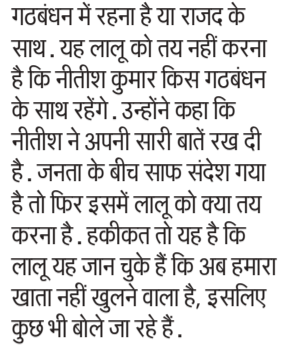 गठबंधन में रहना है या राजद के
साथ. यह लालू को तय नहीं करना
है कि नीतीश कुमार किस गठबंधन
के साथ रहेंगे. उन्होंने कहा कि
नीतीश ने अपनी सारी बातें रख दी
है. जनता के बीच साफ संदेश गया
है तो फिर इसमें लालू को क्या तय
करना है. हकीकत तो यह है कि
लालू यह जान चुके हैं कि अब हमारा
खाता नहीं खुलने वाला है, इसलिए
कुछ भी बोले जा रहे हैं.